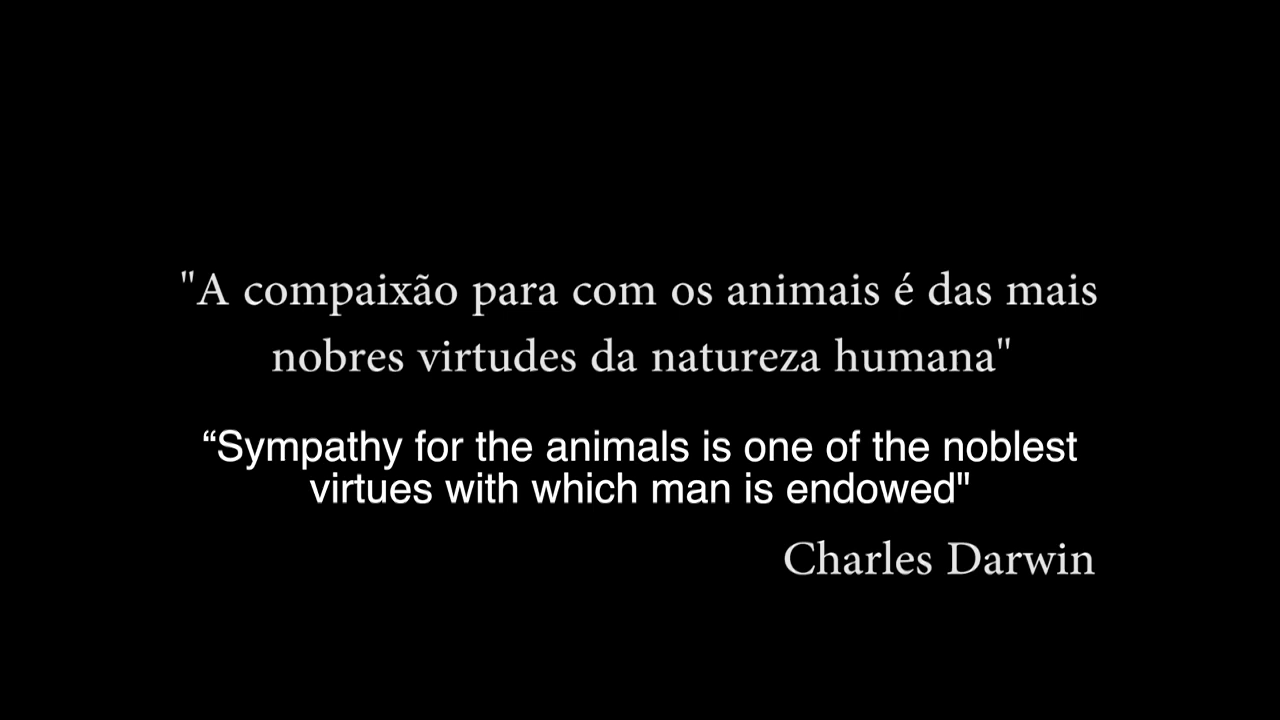 "A compaixão para com os animais é das mais
nobres virtudes da natureza humana"
“Sympathy for the animals is one of the noblest
virtues with which man is endowed"
Charles Darwin